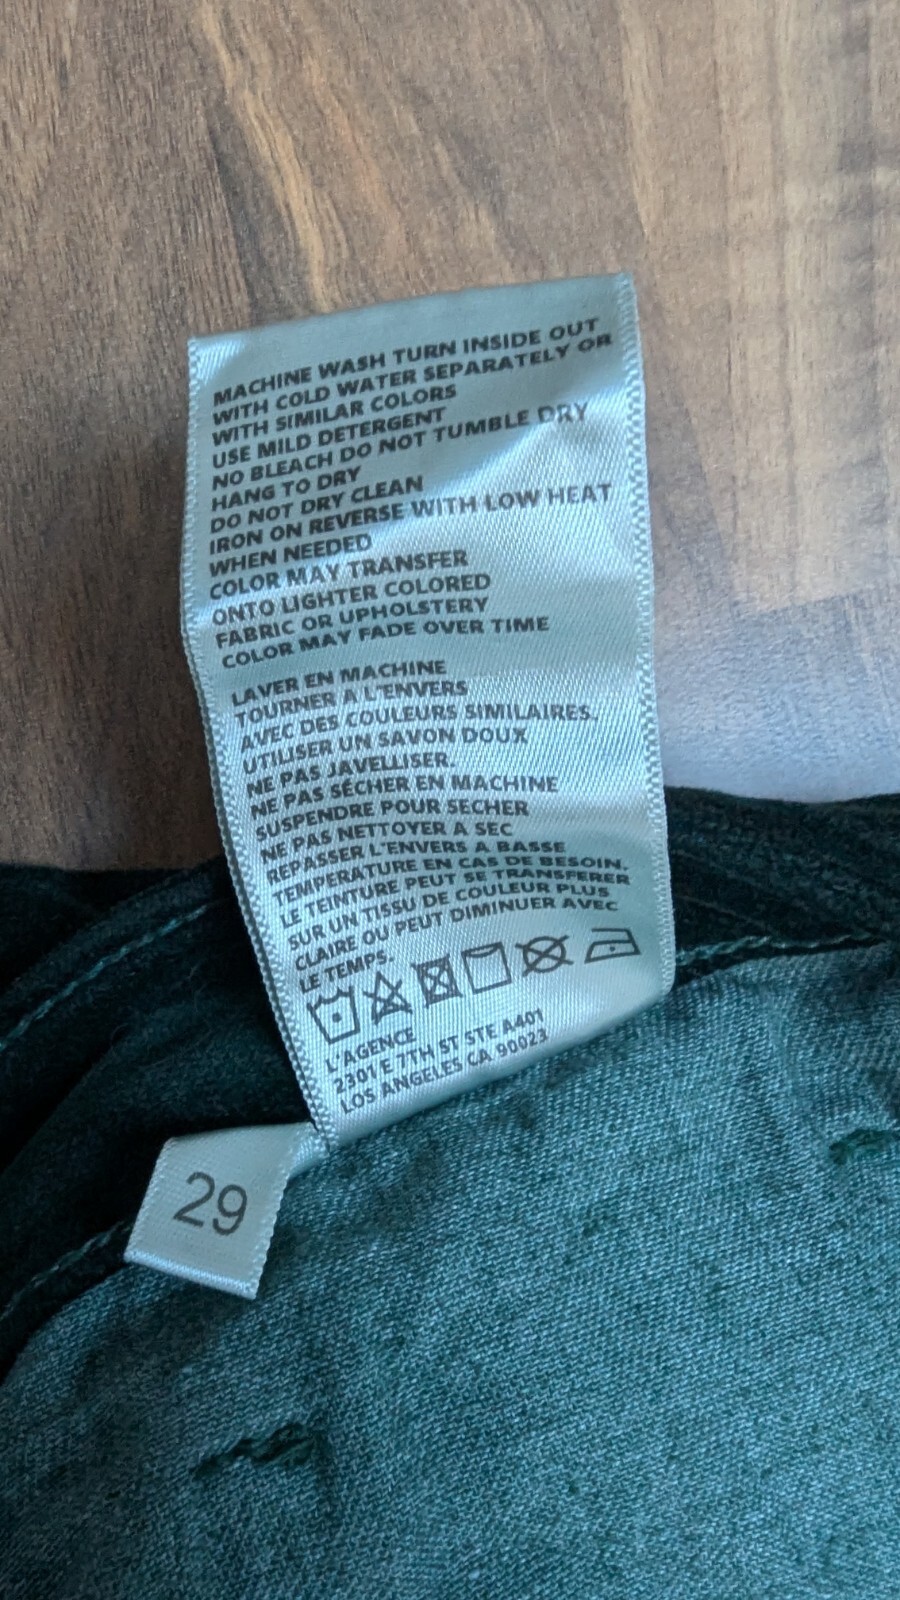 MACHINE WASH TURN INSIDE OUT
WITH COLD WATER SEPARATELY OR
WITH SIMILAR COLORS
USE MILD DETERGENT
NO BLEACH DO NOT TUMBLE DRY
HANG TO DRY
DO NOT DRY CLEAN
IRON ON REVERSE WITH LOW HEAT
WHEN NEEDED
COLOR MAY TRANSFER
ONTO LIGHTER COLORED
FABRIC OR UPHOLSTERY
COLOR MAY FADE OVER TIME
LAVER EN MACHINE
TOURNER A L'ENVERS
AVEC DES COULEURS SIMILAIRES.
UTILISER UN SAVON DOUX
NE PAS JAVELLISER.
NE PAS SÉCHER EN MACHINE
SUSPENDRE POUR SECHER
NE PAS NETTOYER A SEC
REPASSER L'ENVERS A BASSE
TEMPERATURE EN CAS DE BESOIN.
LE TEINTURE PEUT SE TRANSFERER
SUR UN TISSU DE COULEUR PLUS
CLAIRE OU PEUT DIMINUER AVEC
LE TEMPS.
L'AGENCE
2301 E 7TH ST STE A401
LOS ANGELES CA 90023
29